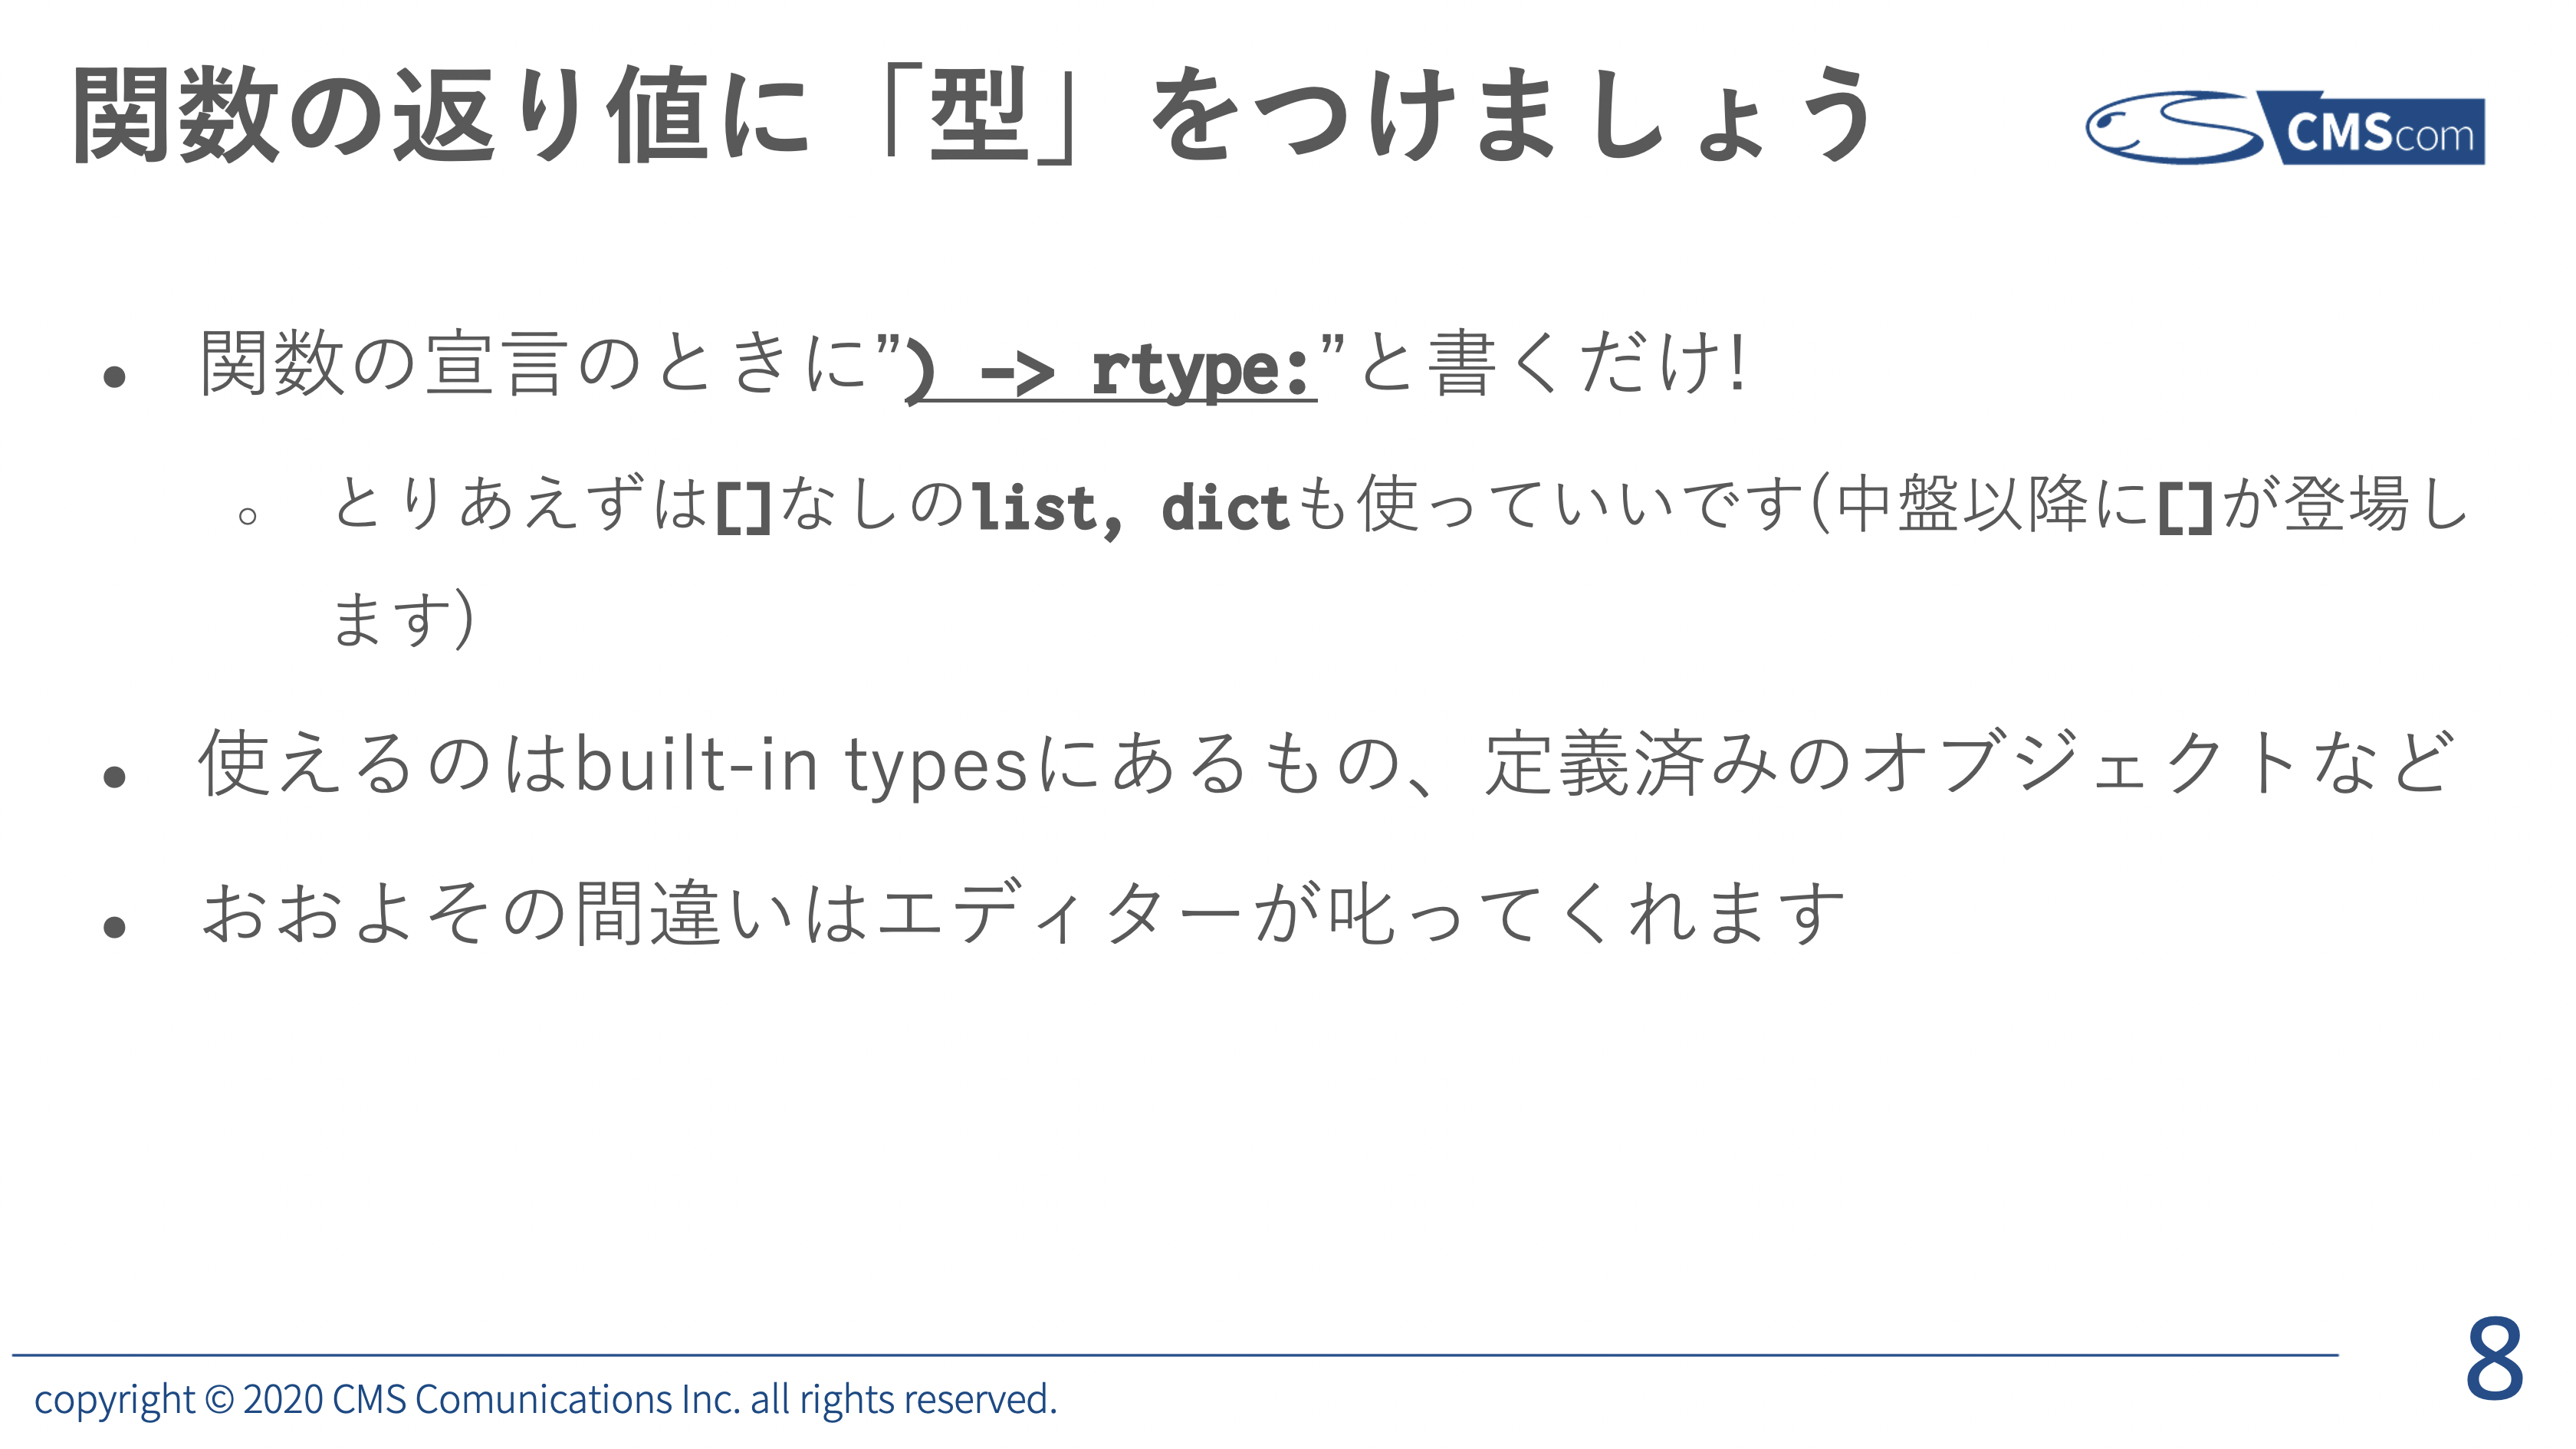 関数の返り値に「型」をつけましょう
CMScom
• 関数の宣言のときに”) -> rtype:”と書くだけ!
○ とりあえずは[]なしのlist, dictも使っていいです(中盤以降に[]が登場し
ます)
• 使えるのはbuilt-in typesにあるもの、定義済みのオブジェクトなど
• おおよその間違いはエディターが叱ってくれます
copyright © 2020 CMS Comunications Inc. all rights reserved.
8